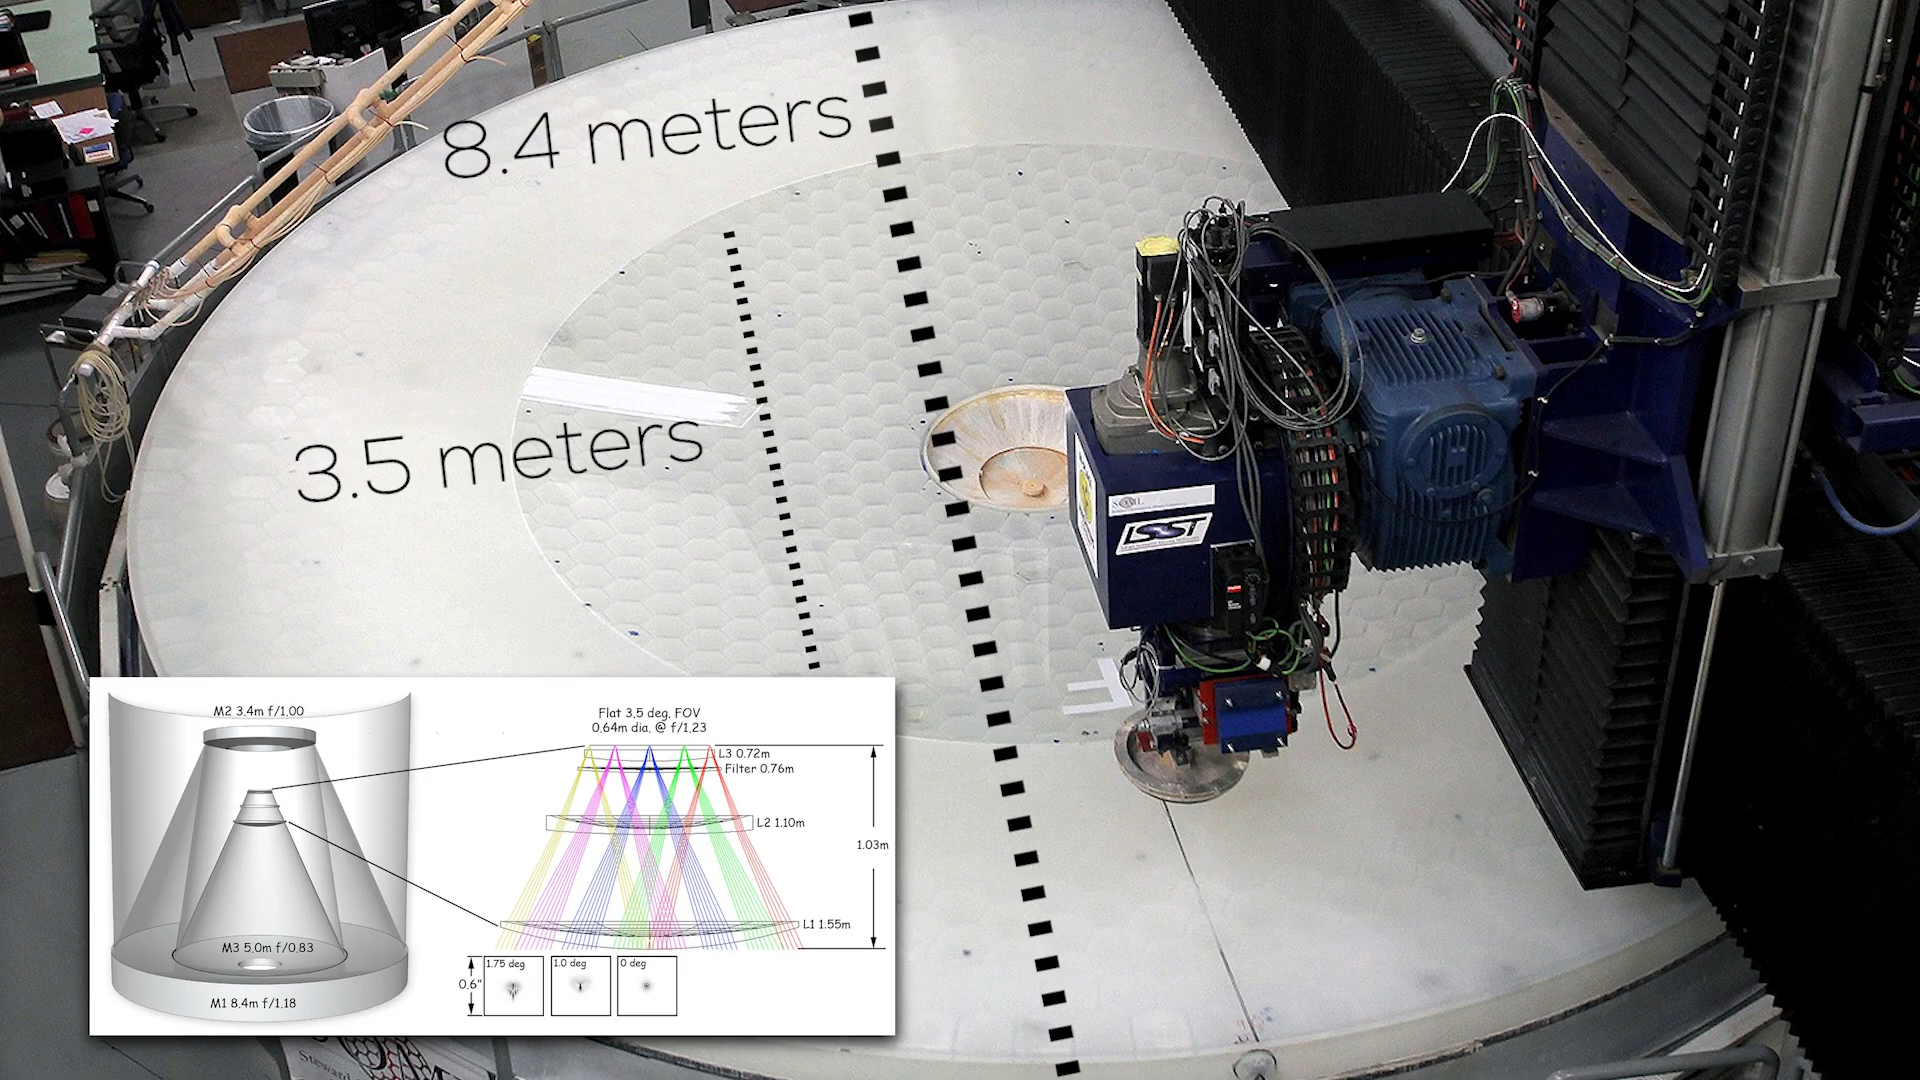 8.4 meters
3.5 meters
LSST
M2 3.4m f/1.00
M3 5.0m f/0.83
M1 8.4m f/1.18
Flat 3.5 deg. FOV
0.64m dia. @ f/1.23
L3 0.72m
Filter 0.76m
L2 1.10m
1.03m
L1 1.55m
0.6"
1.75 deg
1.0 deg
0 deg
Steward